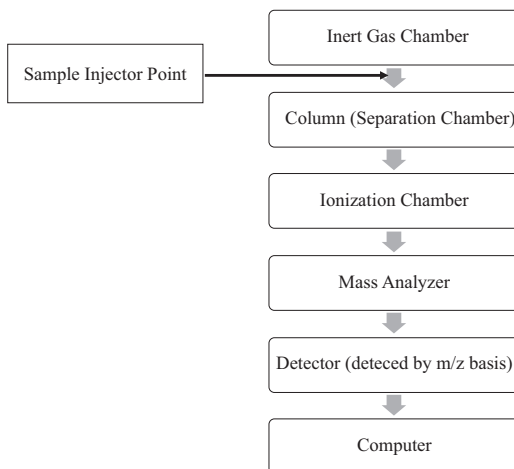 Inert Gas Chamber
Sample Injector Point
Column (Separation Chamber)
Ionization Chamber
Mass Analyzer
Detector (deteced by m/z basis)
Computer